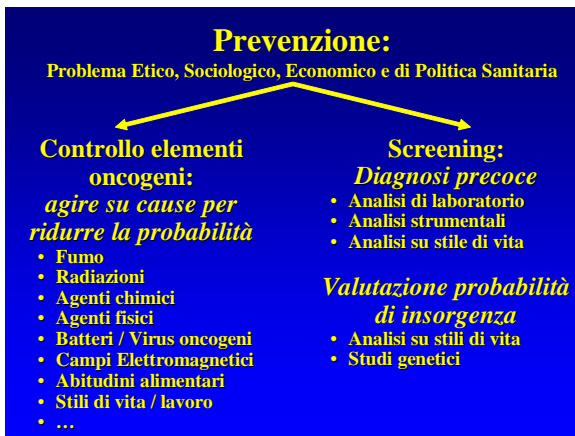 Prevenzione:
Problema Etico, Sociologico, Economico e di Politica Sanitaria
Controllo elementi
oncogeni:
agire su cause per
ridurre la probabilità
• Fumo
• Radiazioni
• Agenti chimici
• Agenti fisici
• Batteri / Virus oncogeni
• Campi Elettromagnetici
• Abitudini alimentari
• Stili di vita / lavoro
• …
Screening:
Diagnosi precoce
• Analisi di laboratorio
• Analisi strumentali
• Analisi su stile di vita
Valutazione probabilità
di insorgenza
• Analisi su stili di vita
• Studi genetici